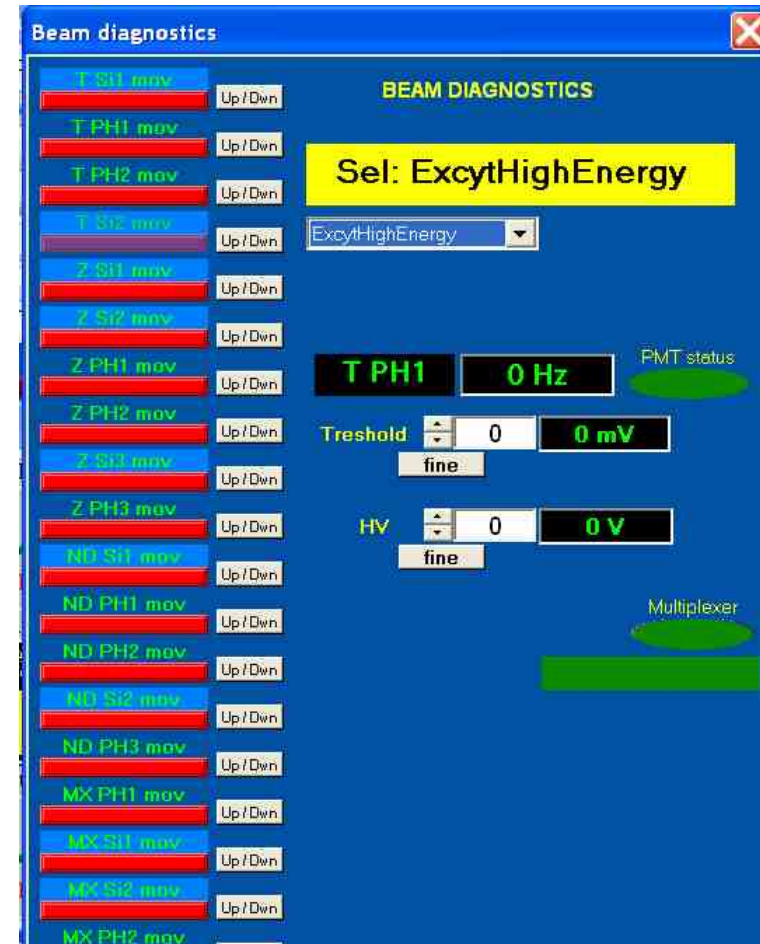 Beam diagnostics
T Si1 mov
Up/Dwn
T PH1 mov
Up/Dwn
T PH2 mov
Up/Dwn
T Si2 mov
Up/Dwn
Z Si1 mov
Up/Dwn
Z Si2 mov
Up/Dwn
Z PH1 mov
Up/Dwn
Z PH2 mov
Up/Dwn
Z Si3 mov
Up/Dwn
Z PH3 mov
Up/Dwn
ND Si1 mov
Up/Dwn
ND PH1 mov
Up/Dwn
ND PH2 mov
Up/Dwn
ND Si2 mov
Up/Dwn
ND PH3 mov
Up/Dwn
MX PH1 mov
Up/Dwn
MX Si1 mov
Up/Dwn
MX Si2 mov
Up/Dwn
MX PH2 mov
BEAM DIAGNOSTICS
Sel: ExcytHighEnergy
ExcytHighEnergy
T PH1 0 Hz PMT status
Treshold 0 0 mV
fine
HV 0 0 V
fine
Multiplexer